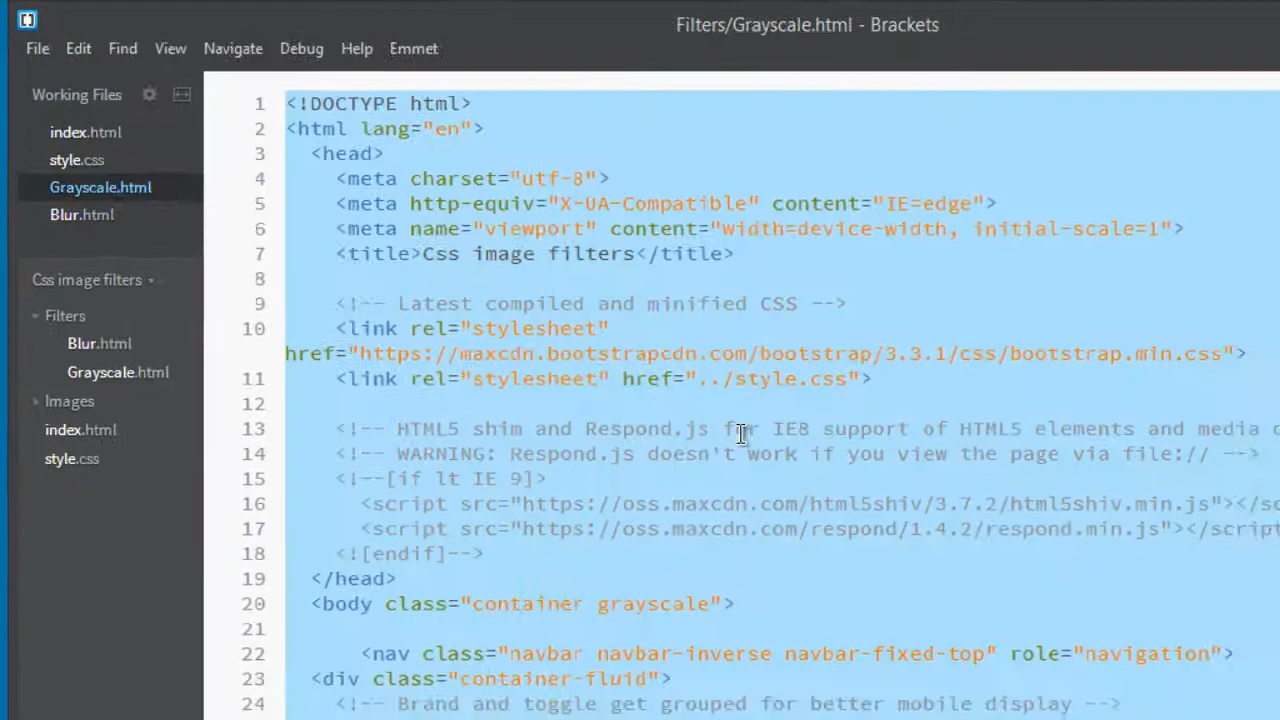 Filters/Grayscale.html - Brackets
File Edit Find View Navigate Debug Help Emmet
Working Files
index.html
style.css
Grayscale.html
Blur.html
Css image filters
Filters
Blur.html
Grayscale.html
Images
index.html
style.css
1 <!DOCTYPE html>
2 <html lang="en">
3 <head>
4 <meta charset="utf-8">
5 <meta http-equiv="X-UA-Compatible" content="IE=edge">
6 <meta name="viewport" content="width=device-width, initial-scale=1">
7 <title>Css image filters</title>
8
9 <!-- Latest compiled and minified CSS -->
10 <link rel="stylesheet"
href="https://maxcdn.bootstrapcdn.com/bootstrap/3.3.1/css/bootstrap.min.css">
11 <link rel="stylesheet" href="../style.css">
12
13 <!-- HTML5 shim and Respond.js for IE8 support of HTML5 elements and media
14 <!-- WARNING: Respond.js doesn't work if you view the page via file:// -->
15 <!--[if lt IE 9]>
16 <script src="https://oss.maxcdn.com/html5shiv/3.7.2/html5shiv.min.js"></s
17 <script src="https://oss.maxcdn.com/respond/1.4.2/respond.min.js"></script
18 <![endif]-->
19 </head>
20 <body class="container grayscale">
21
22 <nav class="navbar navbar-inverse navbar-fixed-top" role="navigation">
23 <div class="container-fluid">
24 <!-- Brand and toggle get grouped for better mobile display -->